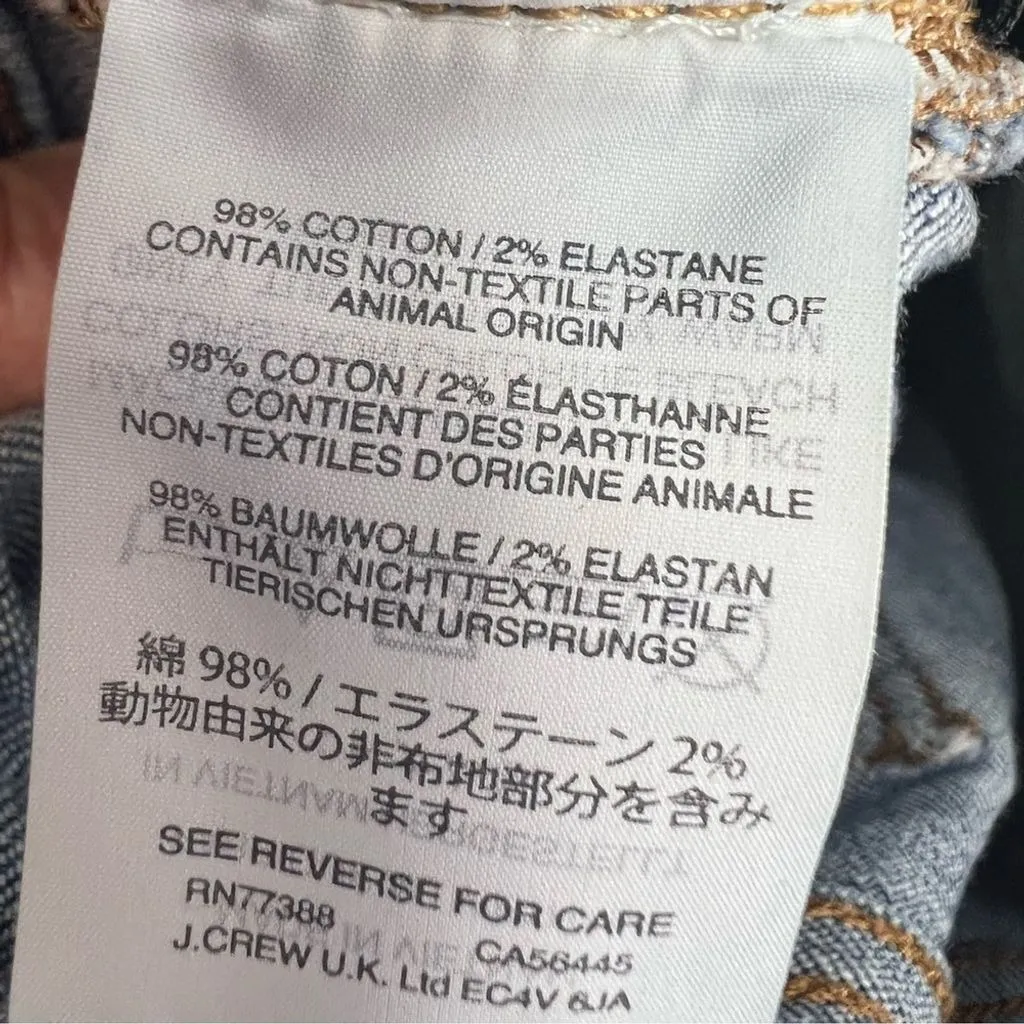 98% COTTON / 2% ELASTANE
CONTAINS NON-TEXTILE PARTS OF
ANIMAL ORIGIN
98% COTON / 2% ÉLASTHANNE
CONTIENT DES PARTIES
NON-TEXTILES D'ORIGINE ANIMALE
98% BAUMWOLLE / 2% ELASTAN
ENTHÄLT NICHTTEXTILE TEILE
TIERISCHEN URSPRUNGS
綿 98% / エラステーン 2%
動物由来の非布地部分を含み
ます
SEE REVERSE FOR CARE
RN77388 CA56445
J.CREW U.K. Ltd EC4V 6JA